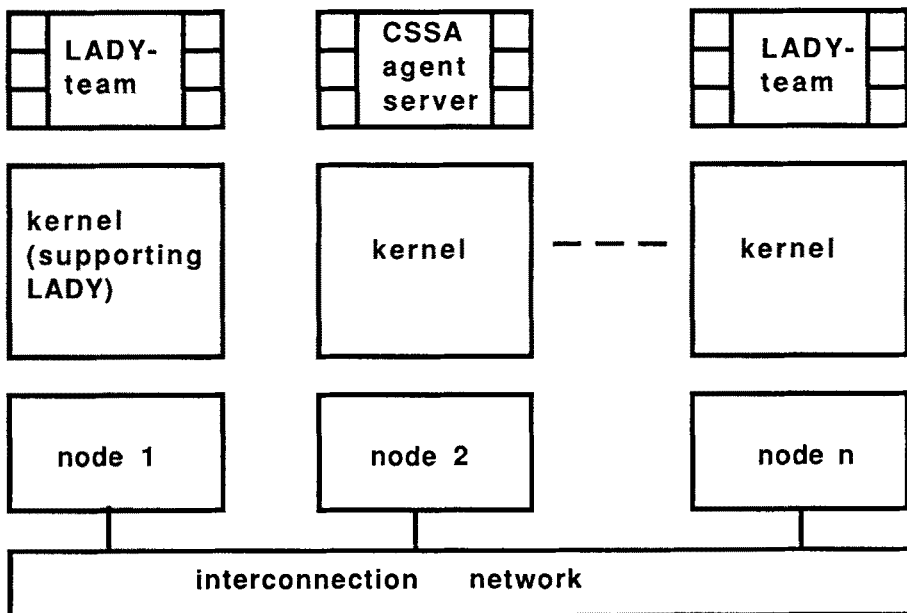 LADY-
team
CSSA
agent
server
LADY-
team
kernel
(supporting
LADY)
kernel
kernel
node 1
node 2
node n
interconnection network